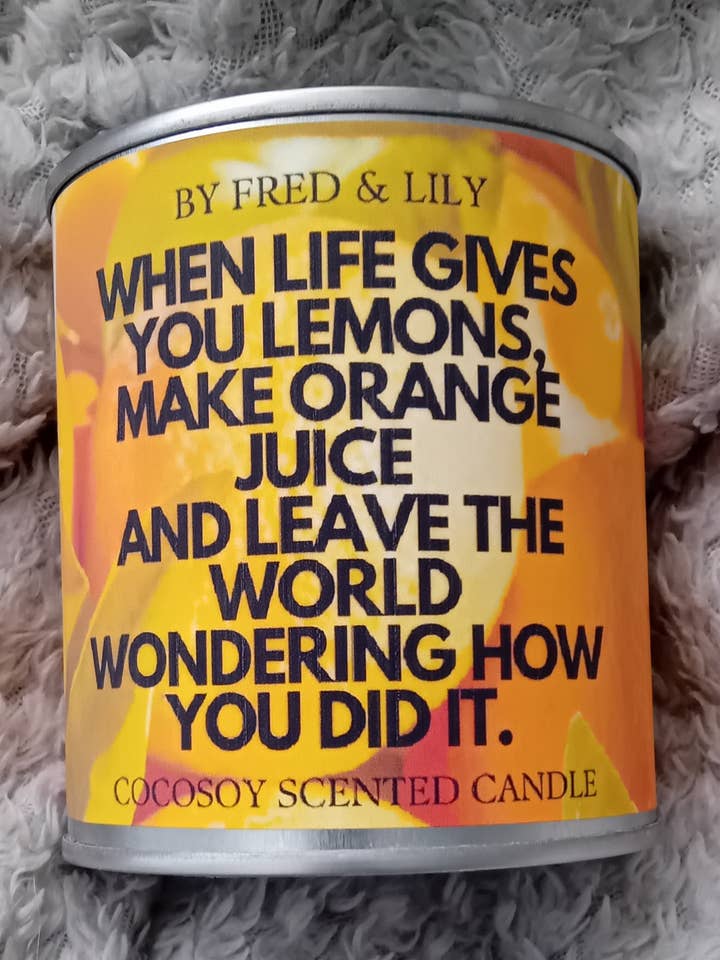 BY FRED & LILY
WHEN LIFE GIVES
YOU LEMONS,
MAKE ORANGE
JUICE
AND LEAVE THE
WORLD
WONDERING HOW
YOU DID IT.
COCOSOY SCENTED CANDLE